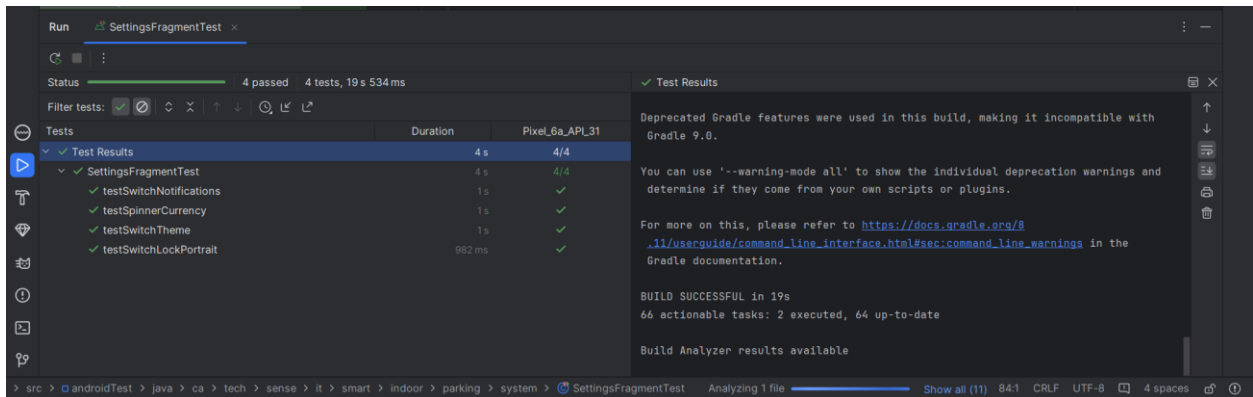 Run SettingsFragmentTest ×
Status 4 passed 4 tests, 19 s 534 ms
Filter tests:
Tests Duration Pixel_6a_API_31
Test Results 4 s 4/4
SettingsFragmentTest 4 s 4/4
testSwitchNotifications 1 s
testSpinnerCurrency 1 s
testSwitchTheme 1 s
testSwitchLockPortrait 982 ms
Test Results
Deprecated Gradle features were used in this build, making it incompatible with
Gradle 9.0.
You can use '--warning-mode all' to show the individual deprecation warnings and
determine if they come from your own scripts or plugins.
For more on this, please refer to https://docs.gradle.org/8
.11/userguide/command_line_interface.html#sec:command_line_warnings in the
Gradle documentation.
BUILD SUCCESSFUL in 19s
66 actionable tasks: 2 executed, 64 up-to-date
Build Analyzer results available
> src > androidTest > java > ca > tech > sense > it > smart > indoor > parking > system > SettingsFragmentTest Analyzing 1 file Show all (11) 84:1 CRLF UTF-8 4 spaces